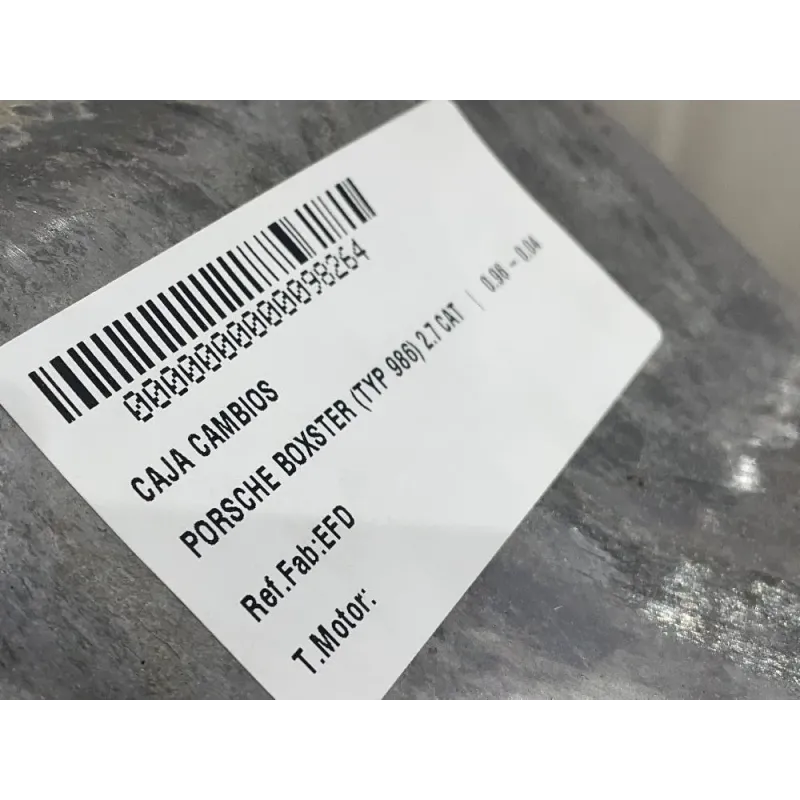 0000000000098264
CAJA CAMBIOS
PORSCHE BOXSTER (TYP 986) 2.7 CAT | 0.96 - 0.04
Ref.Fab:EFD
T.Motor: